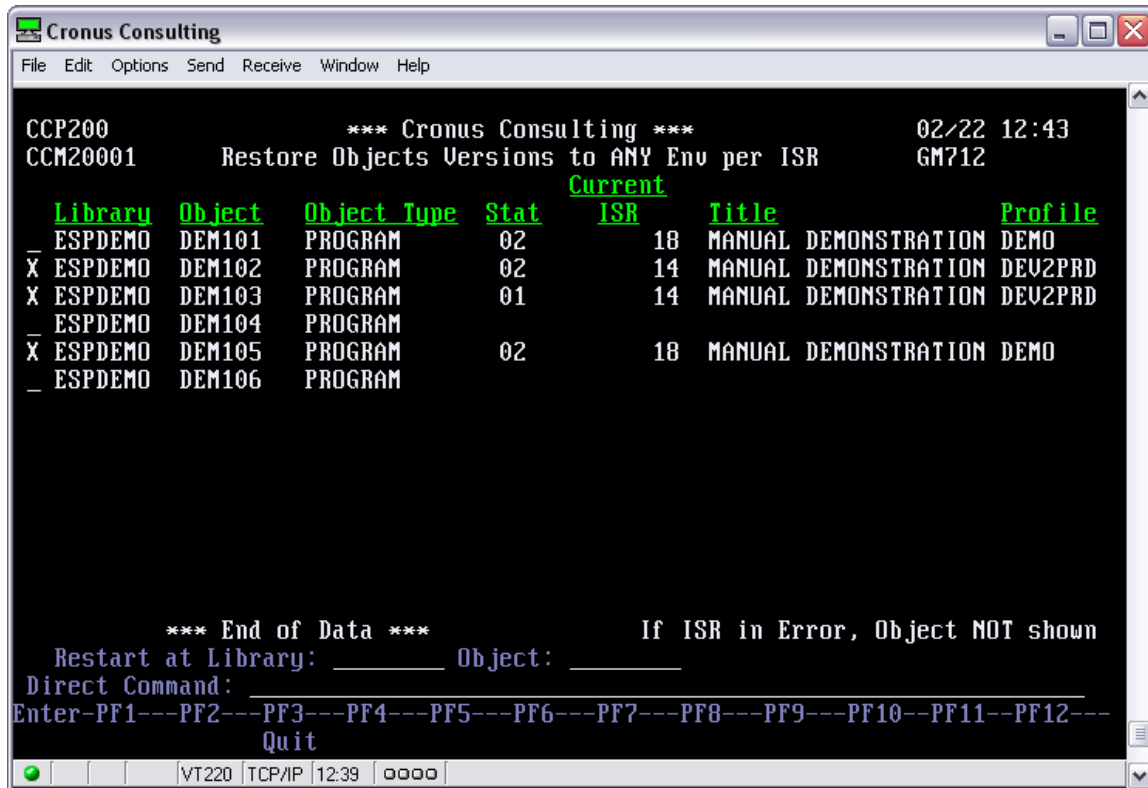 Cronus Consulting
File Edit Options Send Receive Window Help
CCP200 *** Cronus Consulting *** 02/22 12:43
CCM20001 Restore Objects Versions to ANY Env per ISR GM712
Current
Library Object Object Type Stat ISR Title Profile
_ ESPDEMO DEM101 PROGRAM 02 18 MANUAL DEMONSTRATION DEMO
X ESPDEMO DEM102 PROGRAM 02 14 MANUAL DEMONSTRATION DEV2PRD
X ESPDEMO DEM103 PROGRAM 01 14 MANUAL DEMONSTRATION DEV2PRD
_ ESPDEMO DEM104 PROGRAM
X ESPDEMO DEM105 PROGRAM 02 18 MANUAL DEMONSTRATION DEMO
_ ESPDEMO DEM106 PROGRAM
*** End of Data *** If ISR in Error, Object NOT shown
Restart at Library: ________ Object: ________
Direct Command: ____________________________________________________________
Enter-PF1---PF2---PF3---PF4---PF5---PF6---PF7---PF8---PF9---PF10--PF11--PF12---
Quit
VT220 TCP/IP 12:39